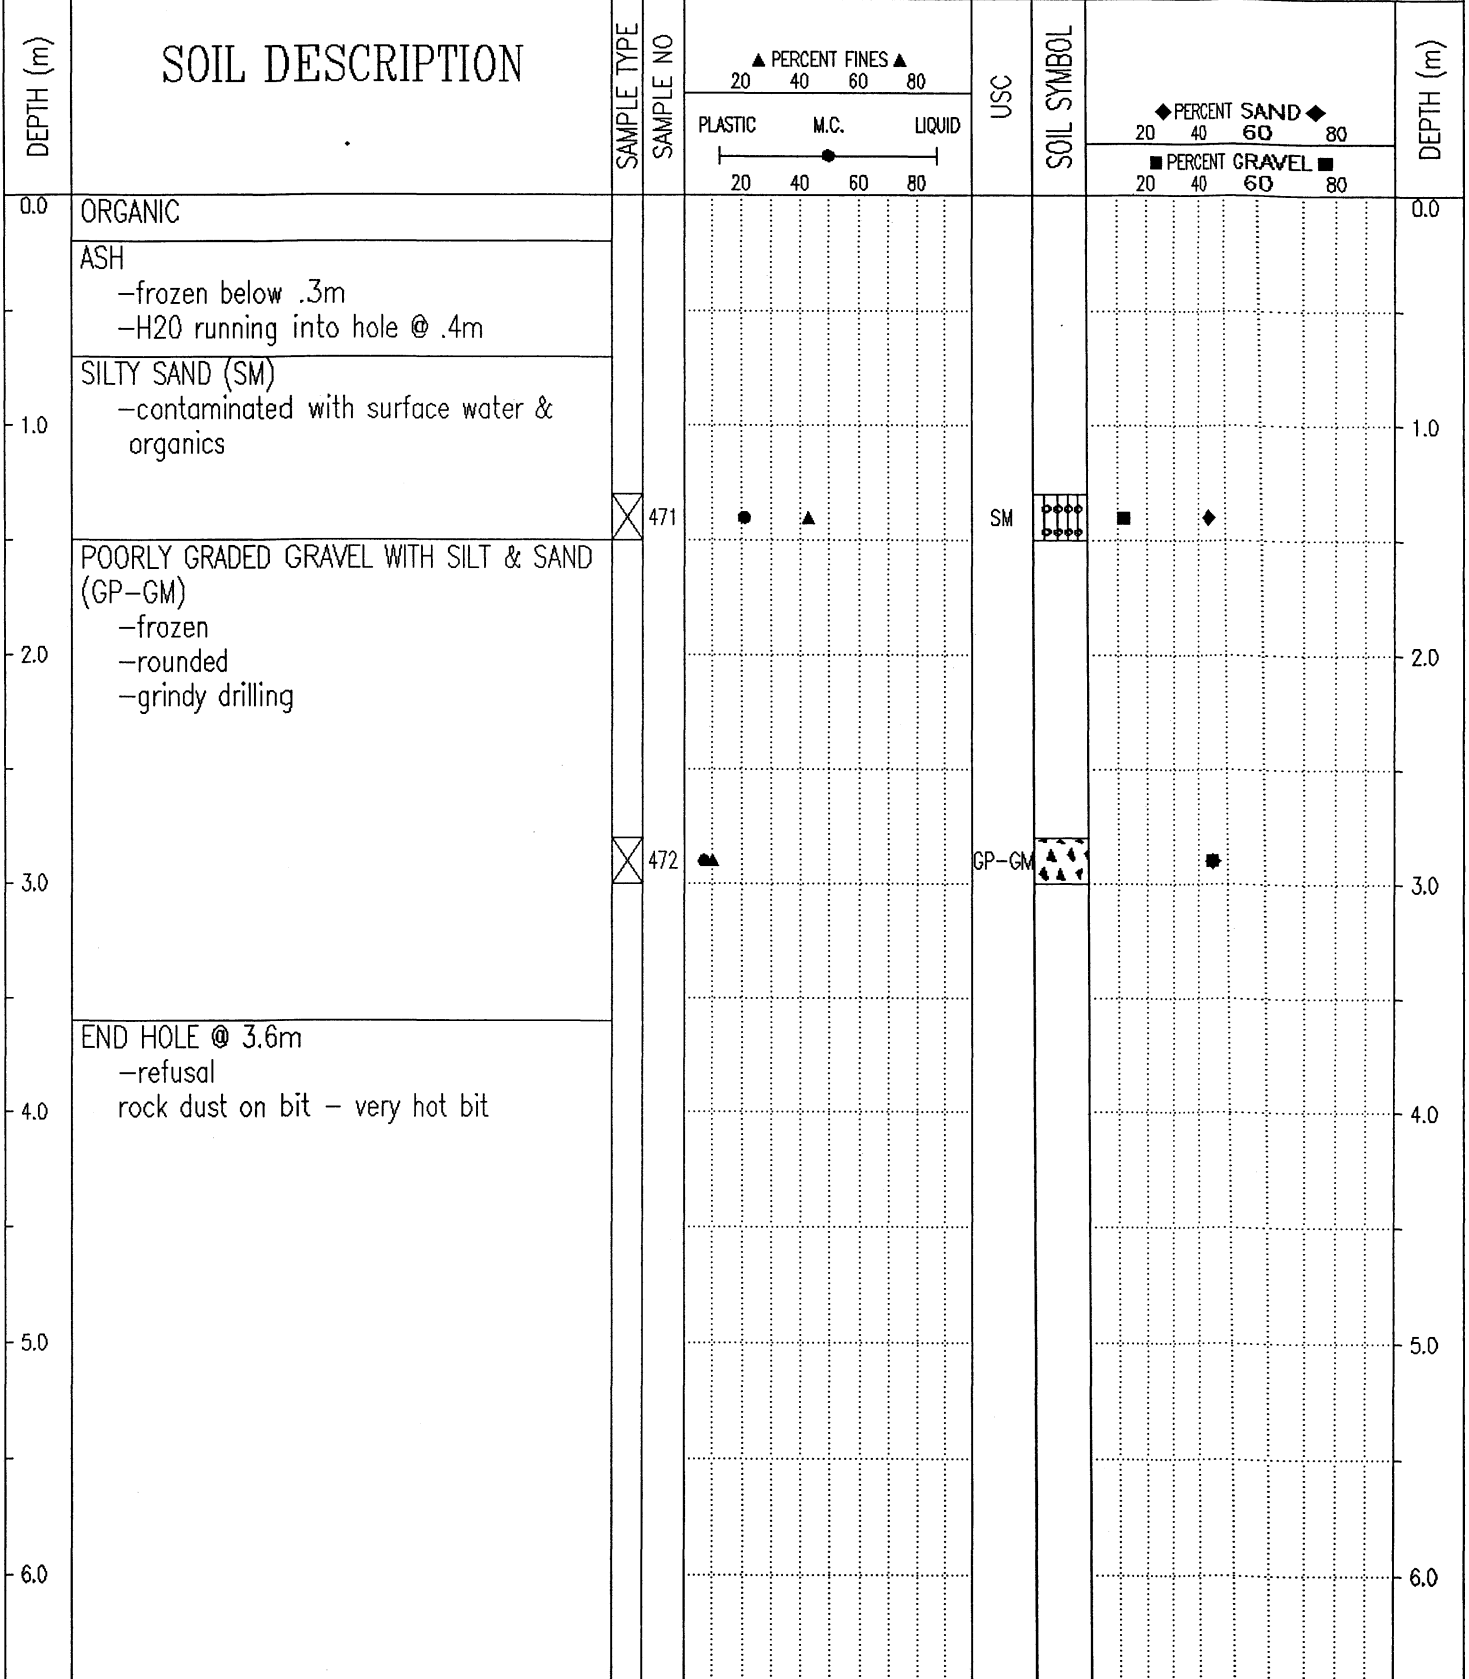 DEPTH (m)
SOIL DESCRIPTION
SAMPLE TYPE
SAMPLE NO
▲ PERCENT FINES ▲
20 40 60 80
PLASTIC M.C. LIQUID
20 40 60 80
USC
SOIL SYMBOL
◆PERCENT SAND◆
20 40 60 80
■PERCENT GRAVEL■
20 40 60 80
DEPTH (m)
0.0
ORGANIC
0.0
ASH
-frozen below .3m
-H2O running into hole @ .4m
SILTY SAND (SM)
-contaminated with surface water &
1.0
1.0
organics
471
SM
POORLY GRADED GRAVEL WITH SILT & SAND
(GP-GM)
-frozen
2.0
-rounded
2.0
-grindy drilling
472
GP-GM
3.0
3.0
END HOLE @ 3.6m
-refusal
4.0
rock dust on bit - very hot bit
4.0
5.0
5.0
6.0
6.0